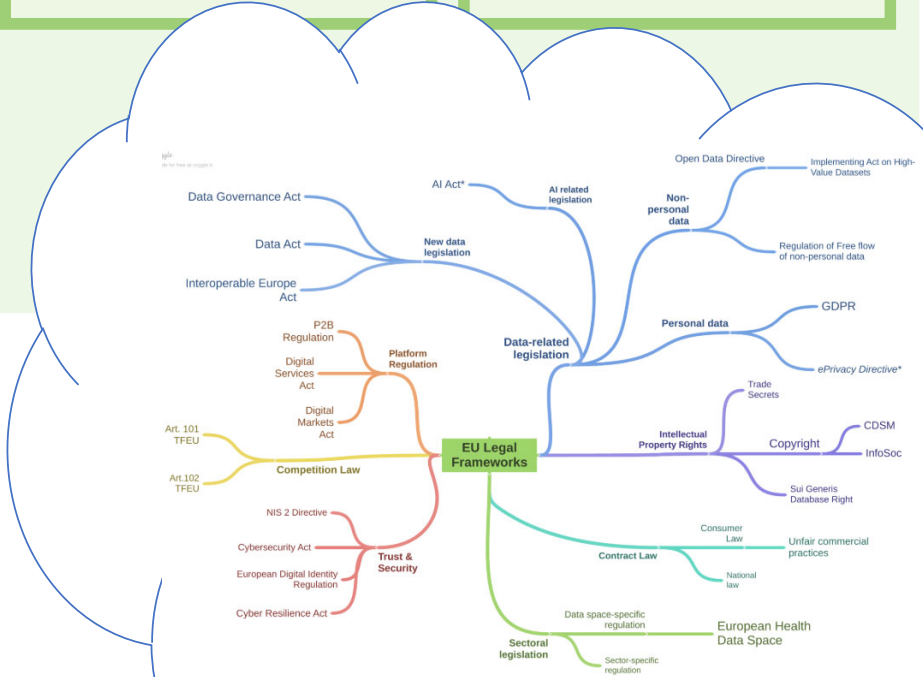 Open Data Directive
Implementing Act on High-
Value Datasets
AI Act*
AI related
legislation
Data Governance Act
Non-
personal
data
Data Act
New data
legislation
Regulation of Free flow
of non-personal data
Interoperable Europe
Act
GDPR
P2B
Regulation
Personal data
Data-related
legislation
Platform
Regulation
Digital
Services
Act
ePrivacy Directive*
Trade
Secrets
Digital
Markets
Act
Art. 101
TFEU
CDSM
Intellectual
Property Rights
Copyright
InfoSoc
EU Legal
Frameworks
Competition Law
Art.102
TFEU
Sui Generis
Database Right
NIS 2 Directive
Consumer
Law
Cybersecurity Act
Unfair commercial
practices
Trust &
Security
Contract Law
European Digital Identity
Regulation
National
law
Cyber Resilience Act
Data space-specific
regulation
European Health
Data Space
Sectoral
legislation
Sector-specific
regulation